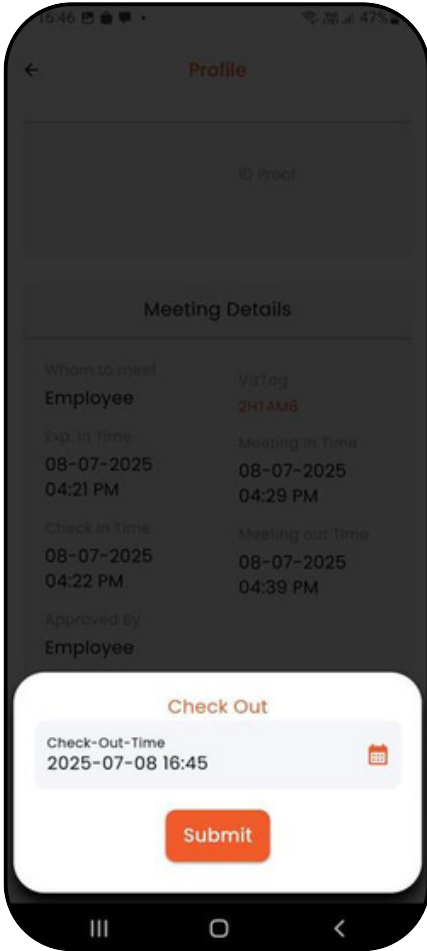 16:46 47%
Profile
ID Proof
Meeting Details
Whom to meet
Employee
VizTag
2H1AM8
Exp. In Time
08-07-2025
04:21 PM
Meeting In Time
08-07-2025
04:29 PM
Check In Time
08-07-2025
04:22 PM
Meeting out Time
08-07-2025
04:39 PM
Approved By
Employee
Check Out
Check-Out-Time
2025-07-08 16:45
Submit